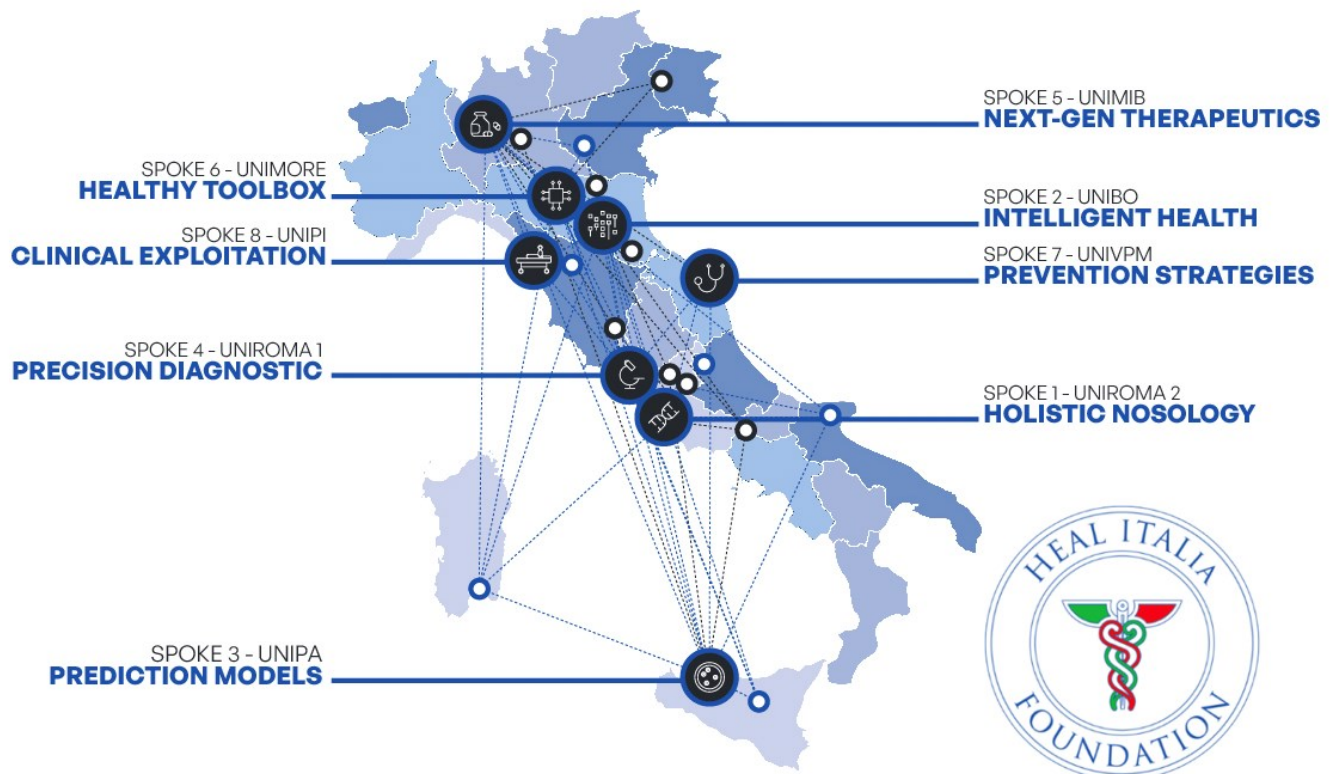 SPOKE 5 - UNIMIB
NEXT-GEN THERAPEUTICS
SPOKE 6 - UNIMORE
HEALTHY TOOLBOX
SPOKE 2 - UNIBO
INTELLIGENT HEALTH
SPOKE 8 - UNIPI
CLINICAL EXPLOITATION
SPOKE 7 - UNIVPM
PREVENTION STRATEGIES
SPOKE 4 - UNIROMA 1
PRECISION DIAGNOSTIC
SPOKE 1 - UNIROMA 2
HOLISTIC NOSOLOGY
SPOKE 3 - UNIPA
PREDICTION MODELS
HEAL ITALIA
FOUNDATION